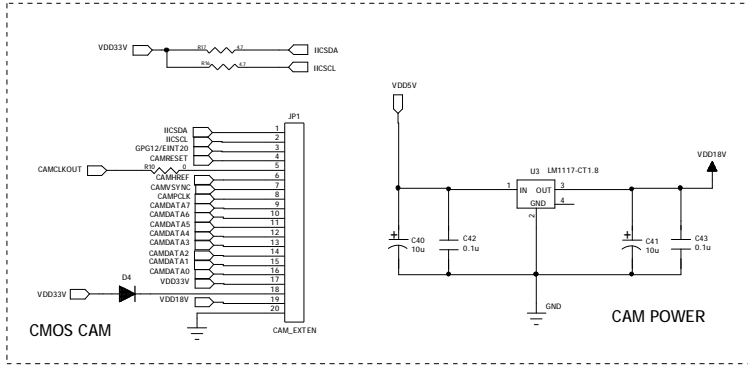 VDD33V R17 4.7 IICSDA
R16 4.7 IICSCL
JP1
IICSDA 1
IICSCL 2
GPG12/EINT20 3
CAMRESET 4
CAMCLKOUT R10 0 5
CAMHREF 6
CAMVSYNC 7
CAMPCLK 8
CAMDATA7 9
CAMDATA6 10
CAMDATA5 11
CAMDATA4 12
CAMDATA3 13
CAMDATA2 14
CAMDATA1 15
CAMDATA0 16
VDD33V 17
VDD33V D4 18
VDD18V 19
20
CAM_EXTEN
CMOS CAM
VDD5V
VDD18V
U3 LM1117-CT1.8
1 IN OUT 3
GND 4
2
C40
10u
C42
0.1u
C41
10u
C43
0.1u
GND
CAM POWER